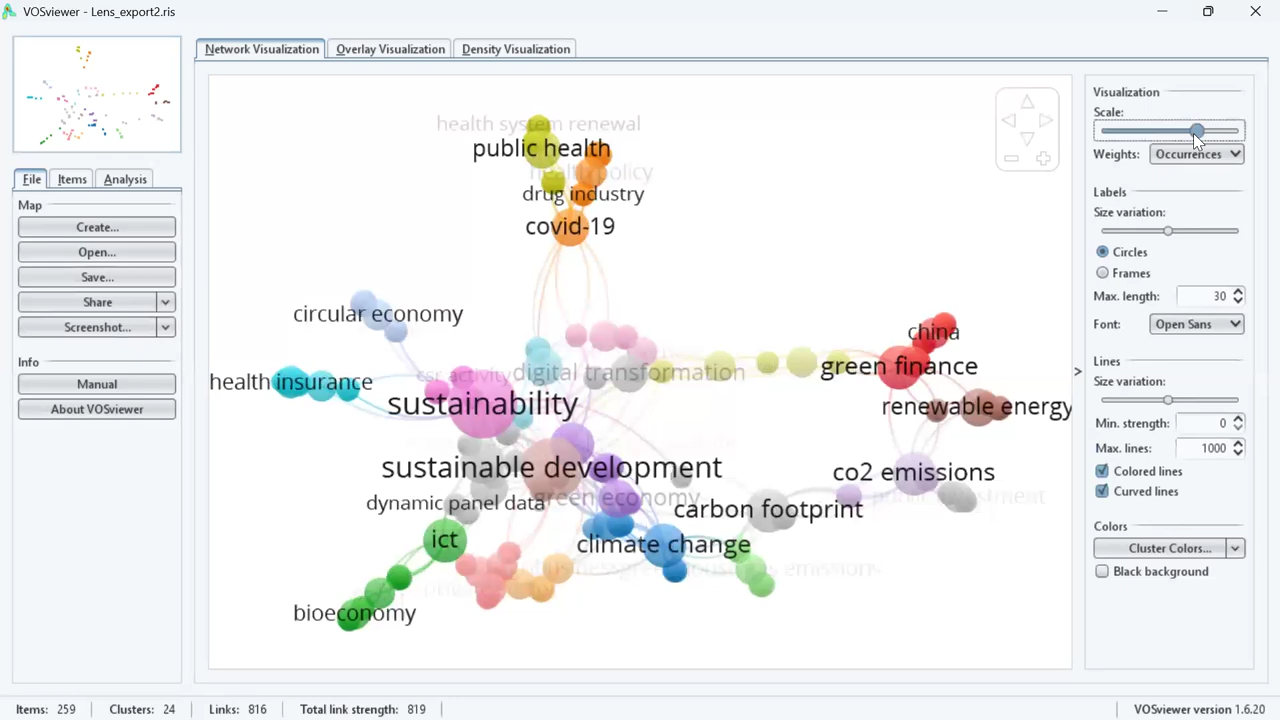 VOSviewer - Lens_export2.ris
Network Visualization
Overlay Visualization
Density Visualization
File
Items
Analysis
Map
Create...
Open...
Save...
Share
Screenshot...
Info
Manual
About VOSviewer
health system renewal
public health
health policy
drug industry
covid-19
circular economy
china
health insurance
csr activity
digital transformation
green finance
sustainability
renewable energy
sustainable development
co2 emissions
dynamic panel data
green economy
carbon footprint
ict
climate change
bioeconomy
Visualization
Scale:
Weights:
Occurrences
Labels
Size variation:
Circles
Frames
Max. length:
30
Font:
Open Sans
Lines
Size variation:
Min. strength:
0
Max. lines:
1000
Colored lines
Curved lines
Colors
Cluster Colors...
Black background
Items: 259
Clusters: 24
Links: 816
Total link strength: 819
VOSviewer version 1.6.20